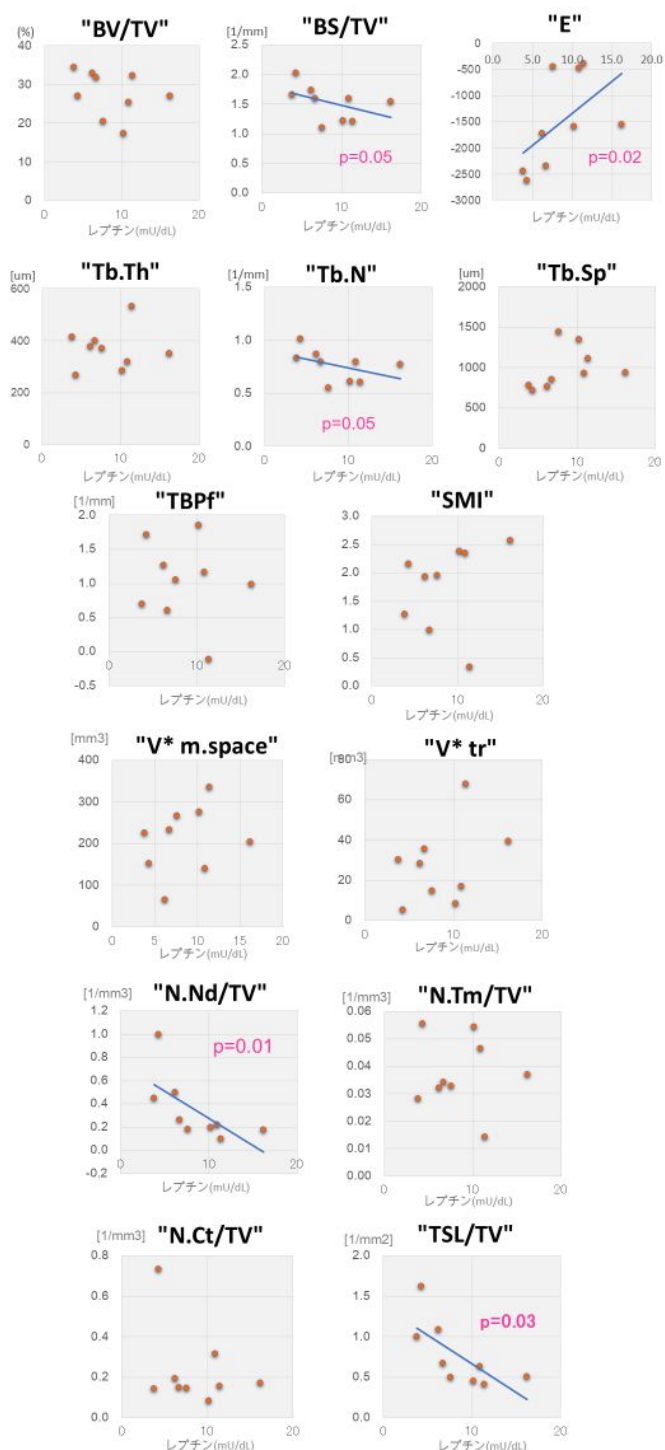 "BV/TV"
(%)
40
30
20
10
0
0 10 20
レプチン(mU/dL)
"BS/TV"
[1/mm]
2.5
2.0
1.5
1.0
0.5
0.0
p=0.05
0 10 20
レプチン(mU/dL)
"E"
0
0.0 5.0 10.0 15.0 20.0
-500
-1000
-1500
-2000
-2500
-3000
p=0.02
レプチン(mU/dL)
"Tb.Th"
[um]
600
400
200
0
0 10 20
レプチン(mU/dL)
"Tb.N"
[1/mm]
1.5
1.0
0.5
0.0
p=0.05
0 10 20
レプチン(mU/dL)
"Tb.Sp"
[um]
2000
1500
1000
500
0
0 10 20
レプチン(mU/dL)
"TBPf"
[1/mm]
2.0
1.5
1.0
0.5
0.0
-0.5
0 10 20
レプチン(mU/dL)
"SMI"
3.0
2.5
2.0
1.5
1.0
0.5
0.0
0 10 20
レプチン(mU/dL)
"V* m.space"
[mm3]
400
300
200
100
0
0 5 10 15 20
レプチン(mU/dL)
"V* tr"
[mm3]
80
60
40
20
0
0 10 20
レプチン(mU/dL)
"N.Nd/TV"
[1/mm3]
1.2
1.0
0.8
0.6
0.4
0.2
0.0
-0.2
p=0.01
0 10 20
レプチン(mU/dL)
"N.Tm/TV"
[1/mm3]
0.06
0.05
0.04
0.03
0.02
0.01
0.00
0 10 20
レプチン(mU/dL)
"N.Ct/TV"
[1/mm3]
0.8
0.6
0.4
0.2
0.0
0 10 20
レプチン(mU/dL)
"TSL/TV"
[1/mm2]
2.0
1.5
1.0
0.5
0.0
p=0.03
0 10 20
レプチン(mU/dL)